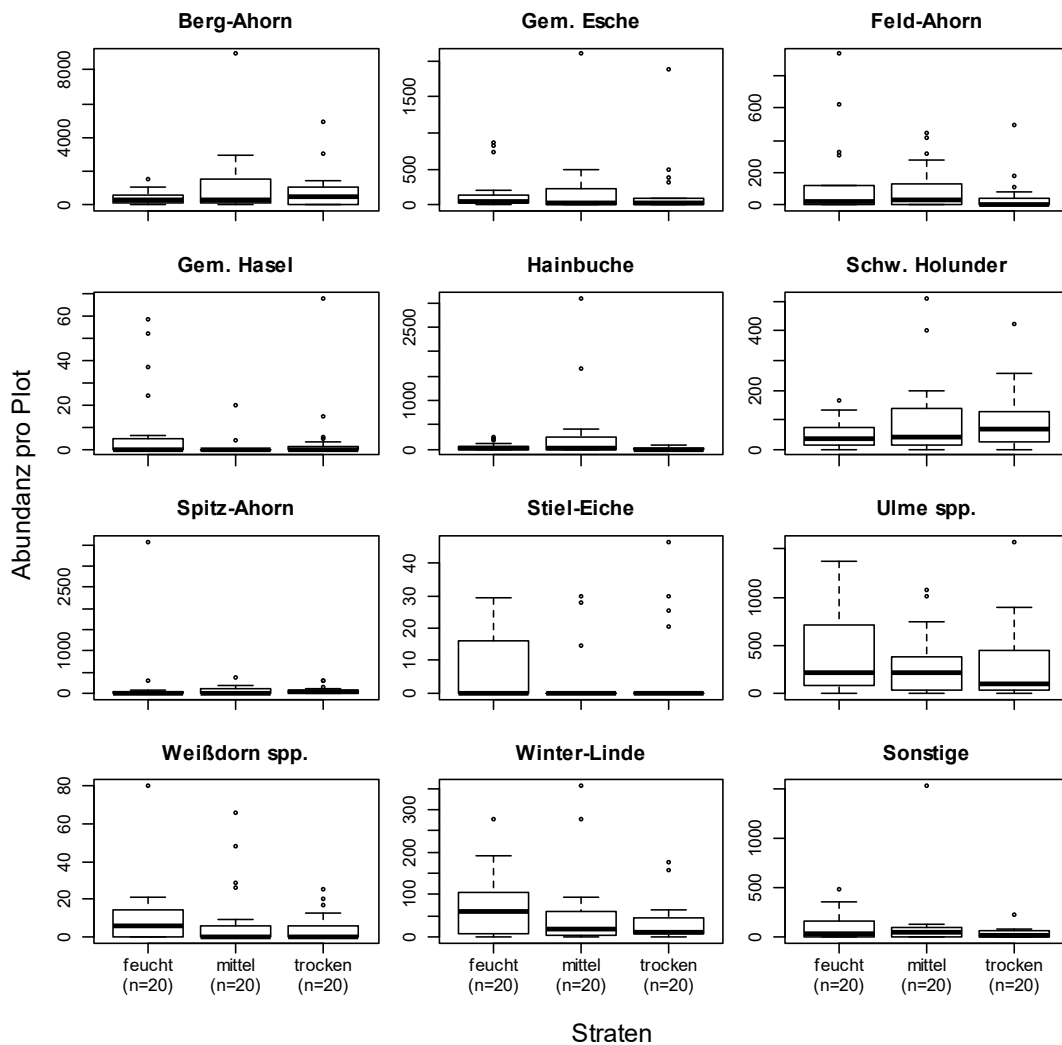 Berg-Ahorn
Gem. Esche
Feld-Ahorn
0 4000 8000
0 500 1500
0 200 600
Gem. Hasel
Hainbuche
Schw. Holunder
0 20 40 60
0 1000 2500
0 200 400
Abundanz pro Plot
Spitz-Ahorn
Stiel-Eiche
Ulme spp.
0 1000 2500
0 10 20 30 40
0 500 1000
Weißdorn spp.
Winter-Linde
Sonstige
0 20 40 60 80
0 50 100 200 300
0 500 1000
feucht mittel trocken
(n=20) (n=20) (n=20)
feucht mittel trocken
(n=20) (n=20) (n=20)
feucht mittel trocken
(n=20) (n=20) (n=20)
Straten